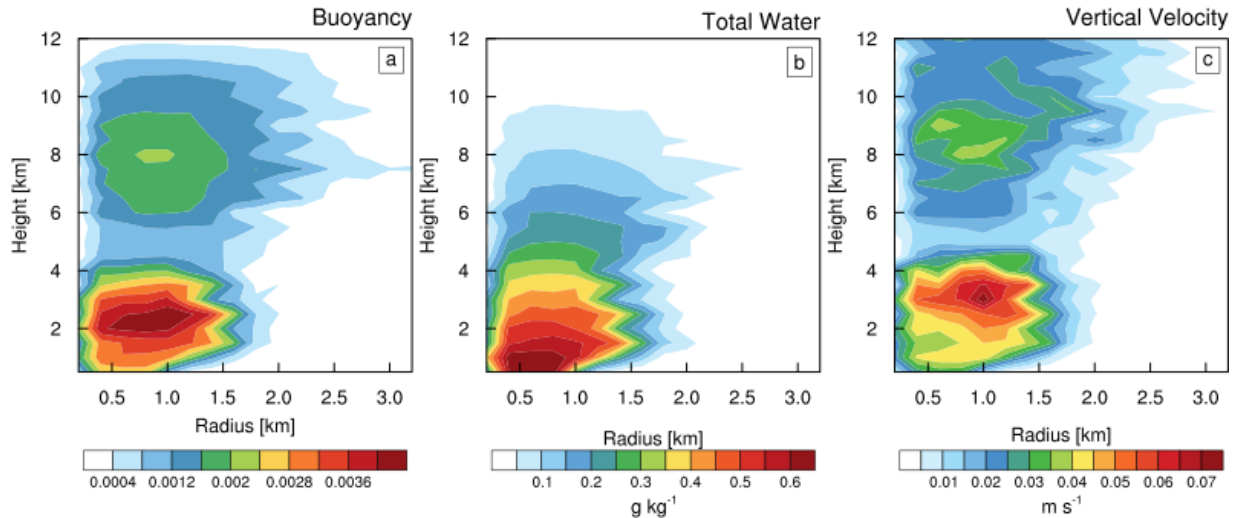 Buoyancy
Total Water
Vertical Velocity
12
10
8
6
4
2
Height [km]
a
0.5 1.0 1.5 2.0 2.5 3.0
Radius [km]
0.0004 0.0012 0.002 0.0028 0.0036
12
10
8
6
4
2
Height [km]
b
0.5 1.0 1.5 2.0 2.5 3.0
Radius [km]
0.1 0.2 0.3 0.4 0.5 0.6
g kg⁻¹
12
10
8
6
4
2
Height [km]
c
0.5 1.0 1.5 2.0 2.5 3.0
Radius [km]
0.01 0.02 0.03 0.04 0.05 0.06 0.07
m s⁻¹